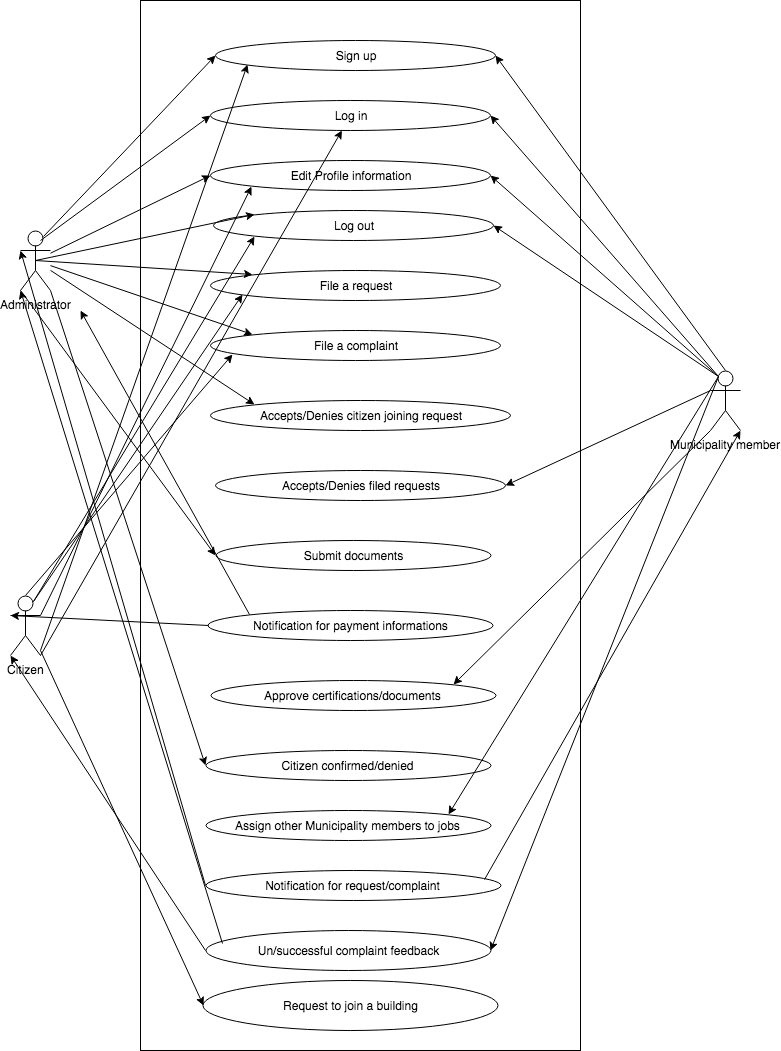 Sign up
Log in
Edit Profile information
Log out
File a request
Administrator
File a complaint
Accepts/Denies citizen joining request
Municipality member
Accepts/Denies filed requests
Submit documents
Notification for payment informations
Citizen
Approve certifications/documents
Citizen confirmed/denied
Assign other Municipality members to jobs
Notification for request/complaint
Un/successful complaint feedback
Request to join a building